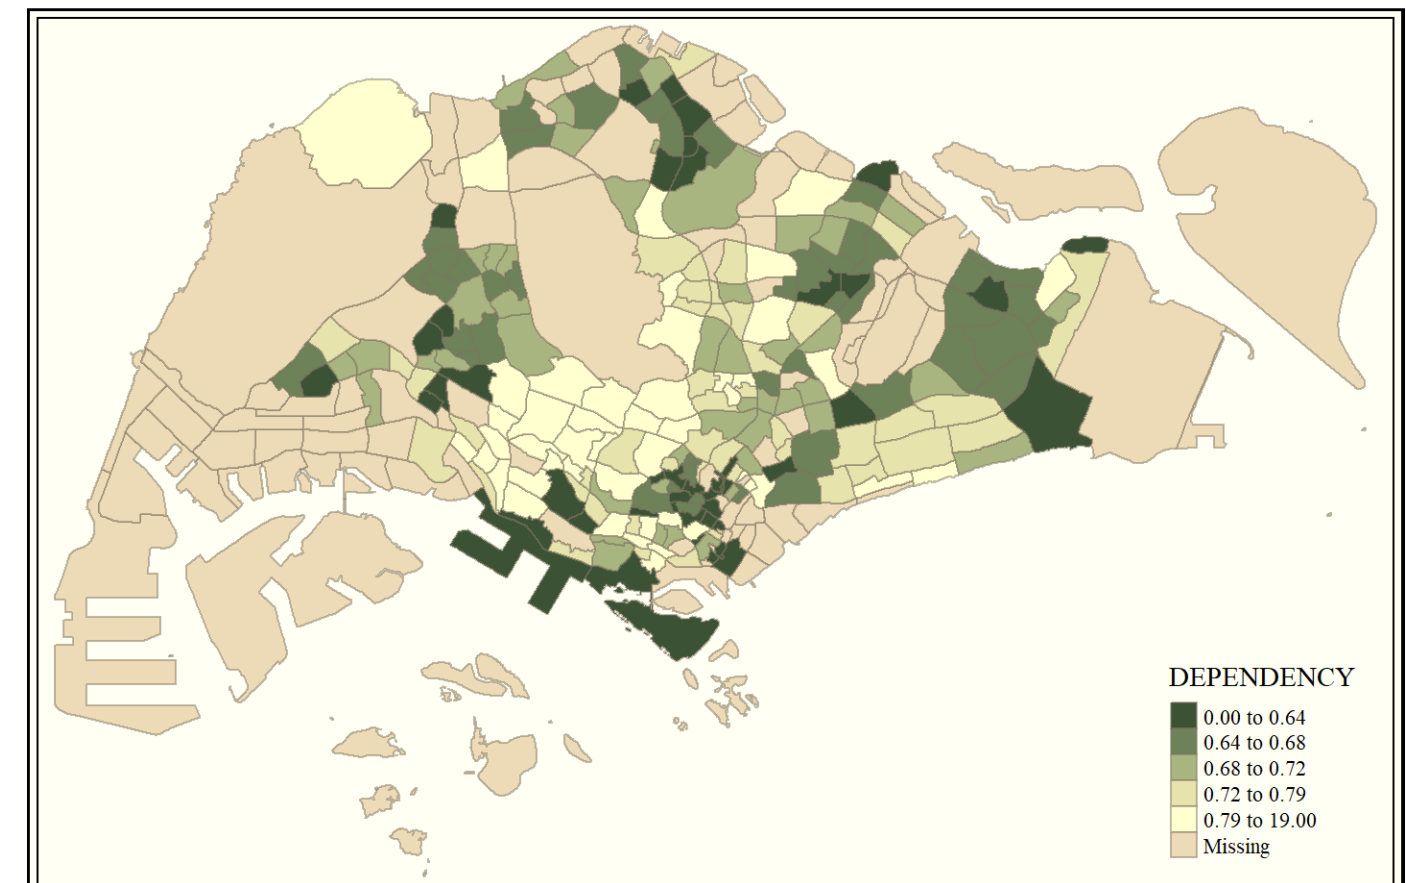 DEPENDENCY
0.00 to 0.64
0.64 to 0.68
0.68 to 0.72
0.72 to 0.79
0.79 to 19.00
Missing